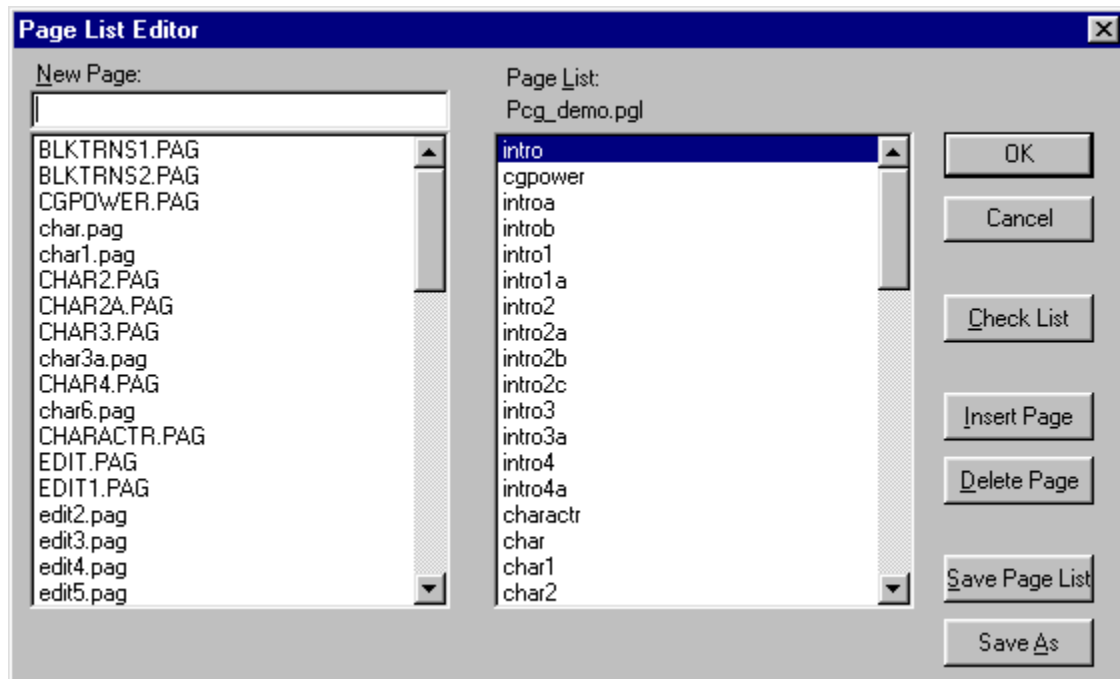 Page List Editor
New Page:
BLKTRNS1.PAG
BLKTRNS2.PAG
CGPOWER.PAG
char.pag
char1.pag
CHAR2.PAG
CHAR2A.PAG
CHAR3.PAG
char3a.pag
CHAR4.PAG
char6.pag
CHARACTR.PAG
EDIT.PAG
EDIT1.PAG
edit2.pag
edit3.pag
edit4.pag
edit5.pag
Page List:
Pcg_demo.pgl
intro
cgpower
introa
introb
intro1
intro1a
intro2
intro2a
intro2b
intro2c
intro3
intro3a
intro4
intro4a
charactr
char
char1
char2
OK
Cancel
Check List
Insert Page
Delete Page
Save Page List
Save As